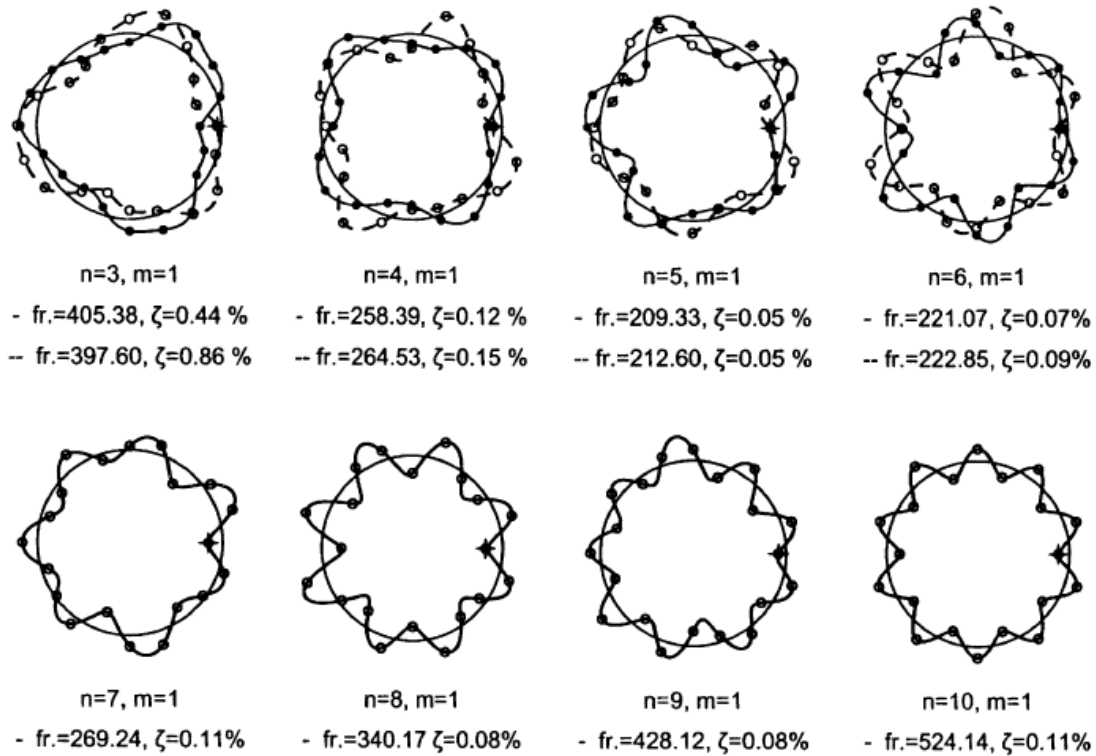 n=3, m=1 n=4, m=1 n=5, m=1 n=6, m=1
- fr.=405.38, ζ=0.44 % - fr.=258.39, ζ=0.12 % - fr.=209.33, ζ=0.05 % - fr.=221.07, ζ=0.07%
-- fr.=397.60, ζ=0.86 % -- fr.=264.53, ζ=0.15 % -- fr.=212.60, ζ=0.05 % -- fr.=222.85, ζ=0.09%
n=7, m=1 n=8, m=1 n=9, m=1 n=10, m=1
- fr.=269.24, ζ=0.11% - fr.=340.17, ζ=0.08% - fr.=428.12, ζ=0.08% - fr.=524.14, ζ=0.11%